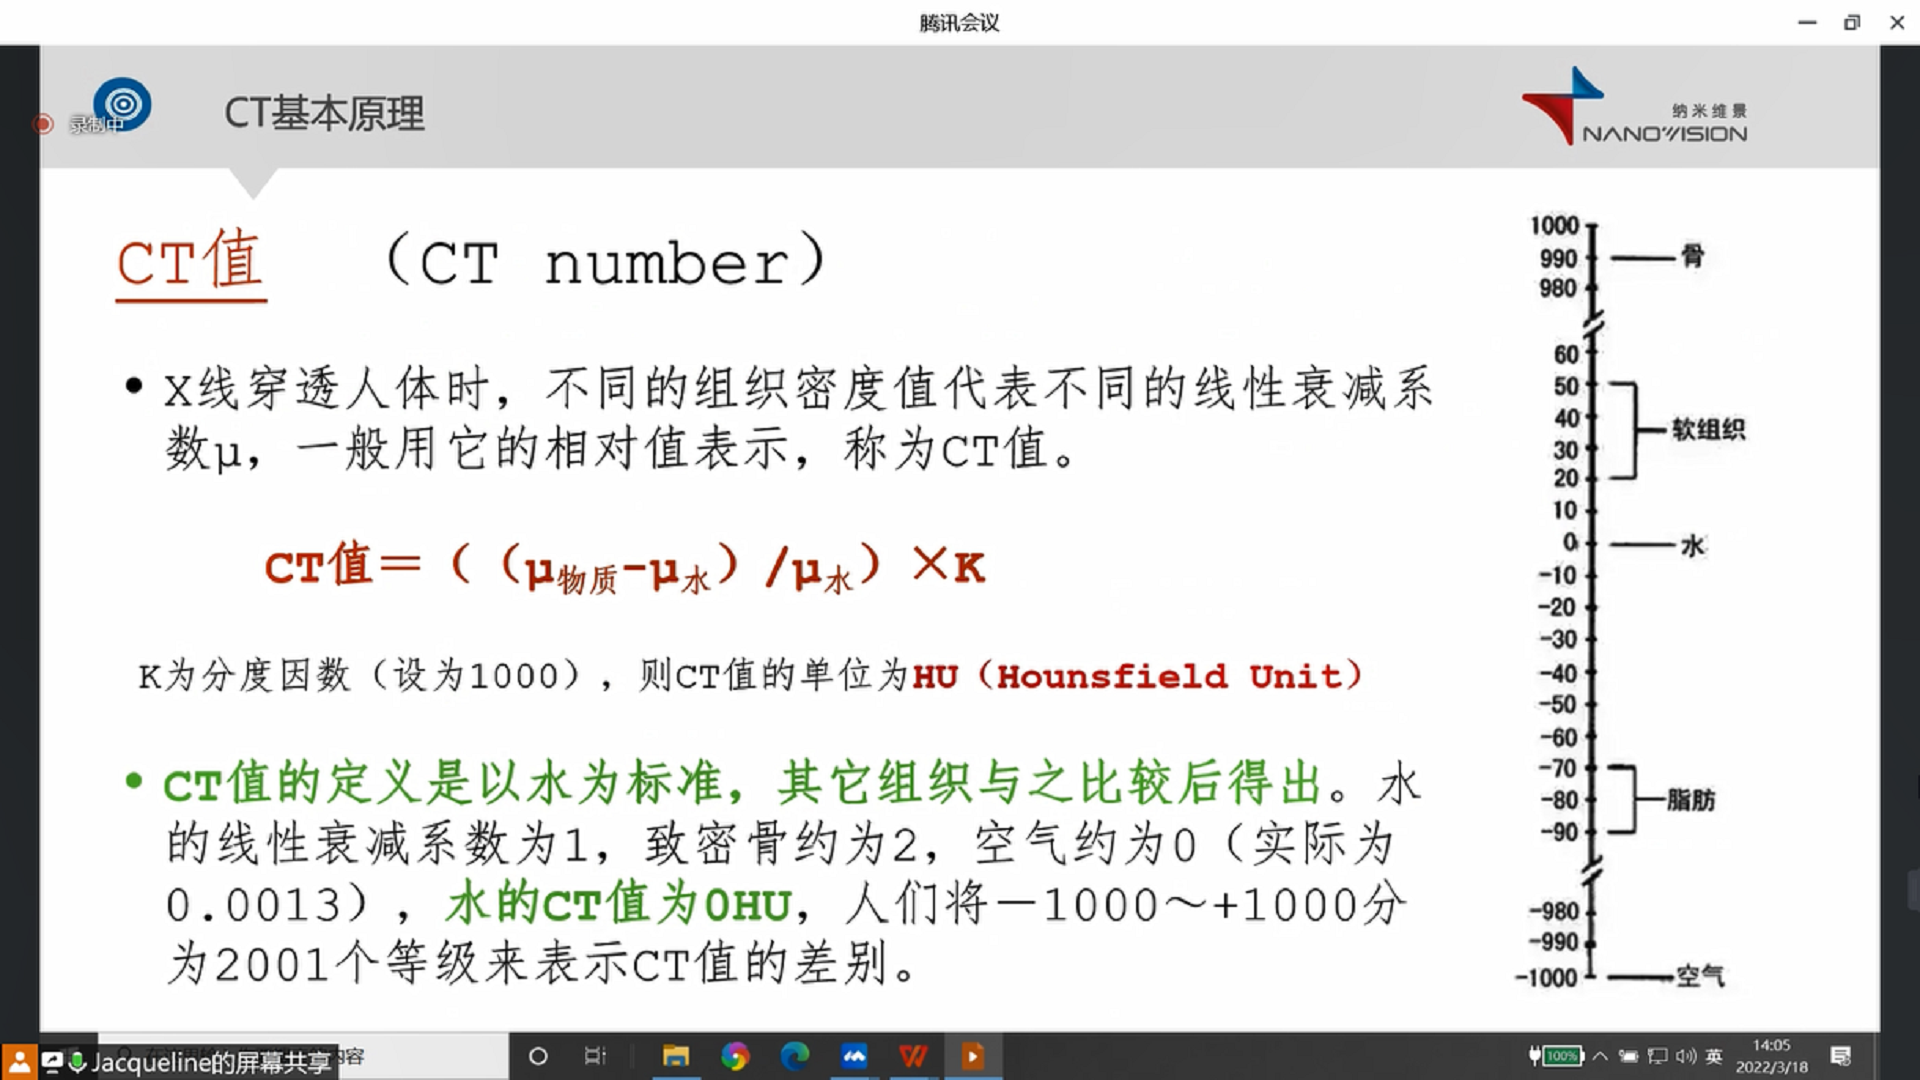 腾讯会议
录制中
CT基本原理
纳米维景
NANOVISION
CT值 （CT number）
• X线穿透人体时，不同的组织密度值代表不同的线性衰减系
数μ，一般用它的相对值表示，称为CT值。
CT值＝（（μ物质-μ水）/μ水）×K
K为分度因数（设为1000），则CT值的单位为HU（Hounsfield Unit）
• CT值的定义是以水为标准，其它组织与之比较后得出。水
的线性衰减系数为1，致密骨约为2，空气约为0（实际为
0.0013），水的CT值为0HU，人们将－1000～+1000分
为2001个等级来表示CT值的差别。
1000
990 骨
980
60
50
40
软组织
30
20
10
0 水
-10
-20
-30
-40
-50
-60
-70
-80 脂肪
-90
-980
-990
-1000 空气
Jacqueline的屏幕共享
内容
100%
英
14:05
2022/3/18